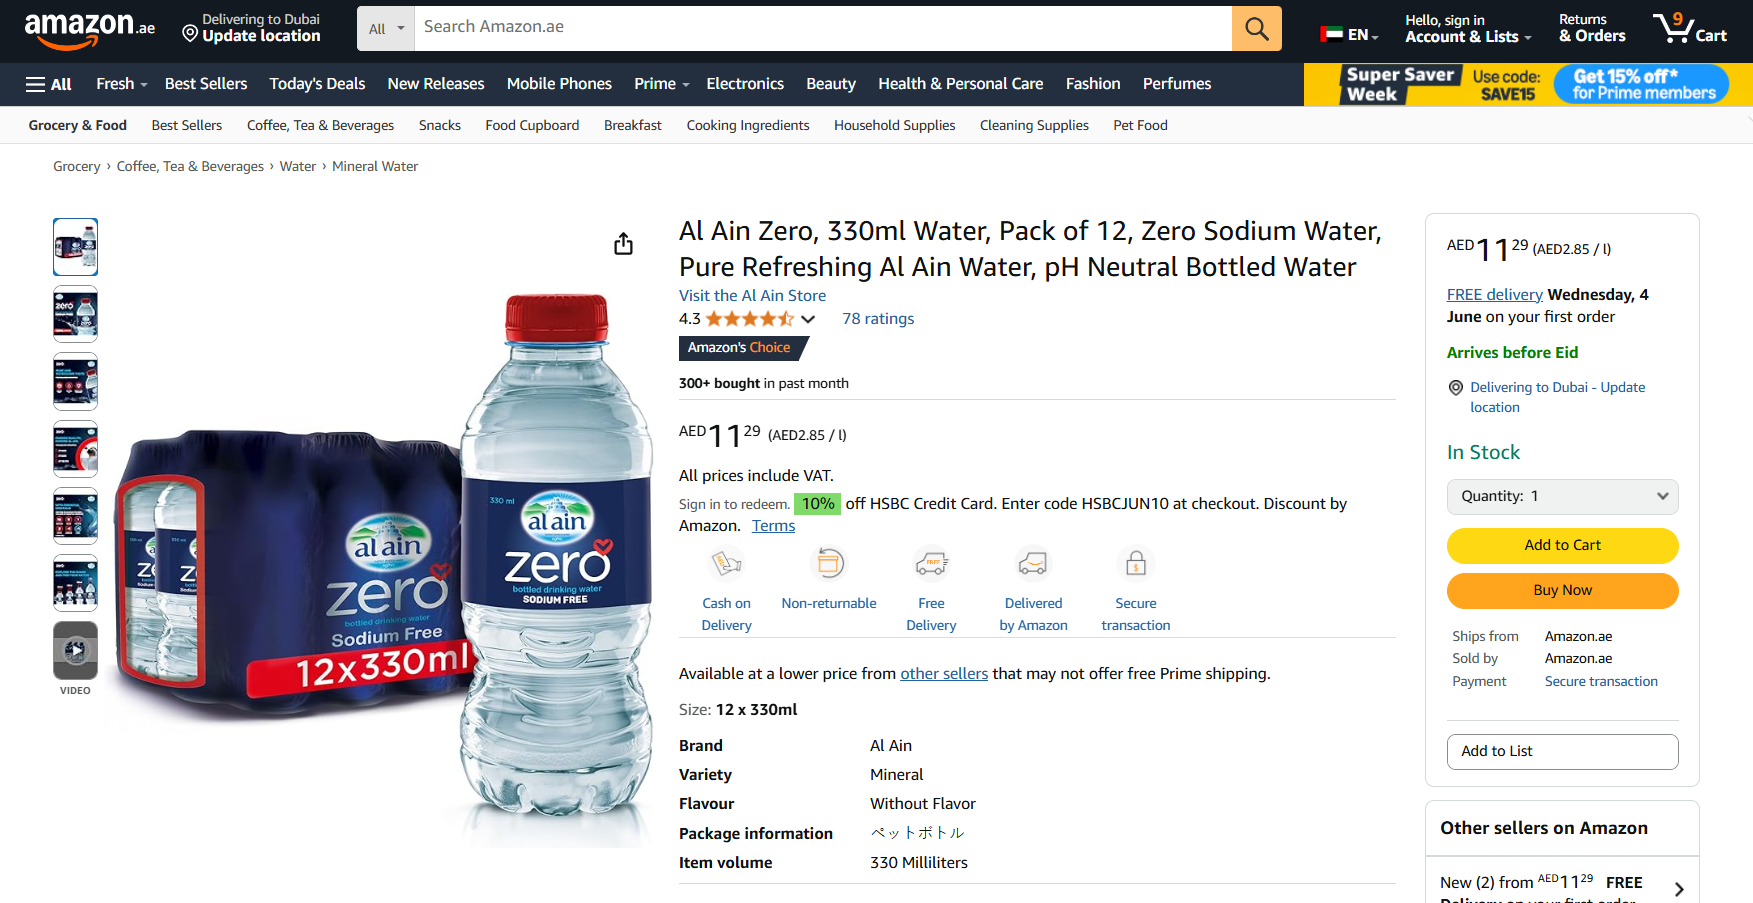 amazon.ae
Delivering to Dubai
Update location
All
Search Amazon.ae
EN
Hello, sign in
Account & Lists
Returns
& Orders
9
Cart
All
Fresh
Best Sellers
Today's Deals
New Releases
Mobile Phones
Prime
Electronics
Beauty
Health & Personal Care
Fashion
Perfumes
Super Saver
Week
Use code:
SAVE15
Get 15% off*
for Prime members
Grocery & Food
Best Sellers
Coffee, Tea & Beverages
Snacks
Food Cupboard
Breakfast
Cooking Ingredients
Household Supplies
Cleaning Supplies
Pet Food
Grocery › Coffee, Tea & Beverages › Water › Mineral Water
VIDEO
330 ml
al ain
zero
bottled drinking water
SODIUM FREE
al ain
zero
bottled drinking water
Sodium Free
12x330ml
Al Ain Zero, 330ml Water, Pack of 12, Zero Sodium Water,
Pure Refreshing Al Ain Water, pH Neutral Bottled Water
Visit the Al Ain Store
4.3
78 ratings
Amazon's Choice
300+ bought in past month
AED11 29 (AED2.85 / l)
All prices include VAT.
Sign in to redeem. 10% off HSBC Credit Card. Enter code HSBCJUN10 at checkout. Discount by
Amazon. Terms
Cash on
Delivery
Non-returnable
Free
Delivery
Delivered
by Amazon
Secure
transaction
Available at a lower price from other sellers that may not offer free Prime shipping.
Size: 12 x 330ml
Brand Al Ain
Variety Mineral
Flavour Without Flavor
Package information ペットボトル
Item volume 330 Milliliters
AED11 29 (AED2.85 / l)
FREE delivery Wednesday, 4
June on your first order
Arrives before Eid
Delivering to Dubai - Update
location
In Stock
Quantity: 1
Add to Cart
Buy Now
Ships from Amazon.ae
Sold by Amazon.ae
Payment Secure transaction
Add to List
Other sellers on Amazon
New (2) from AED11 29 FREE
Delivery on your first order